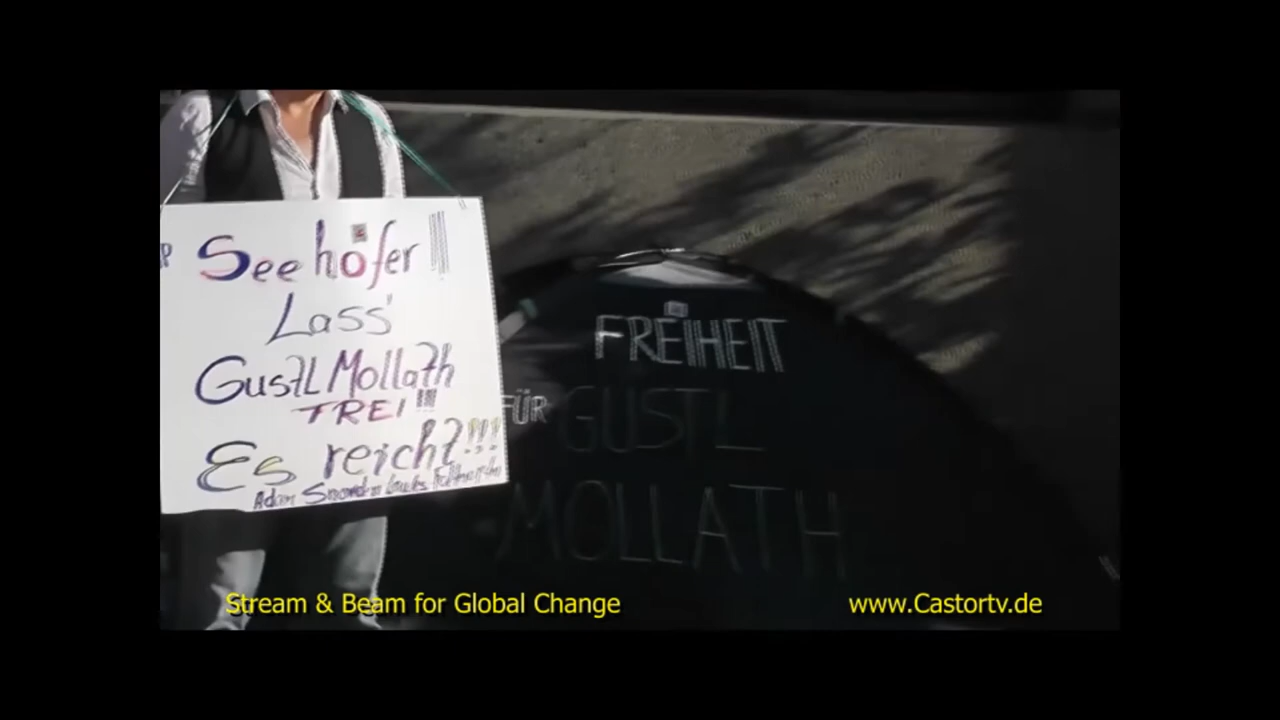 Seehofer!!
Lass'
Gustl Mollath
FREI!!!
Es reicht!!!
Adam
FREIHEIT
FÜR GUSTL
MOLLATH
Stream & Beam for Global Change
www.Castortv.de